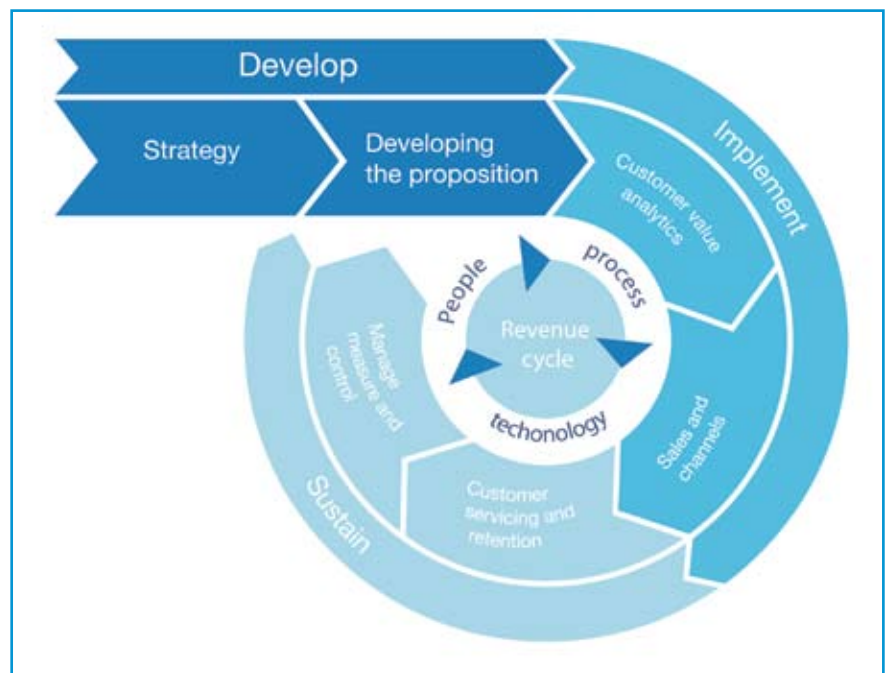 Develop
Strategy
Developing
the proposition
Implement
Customer value
analytics
People
process
Revenue
cycle
techonology
Sales and
channels
Manage
measure and
control
Customer
servicing and
retention
Sustain